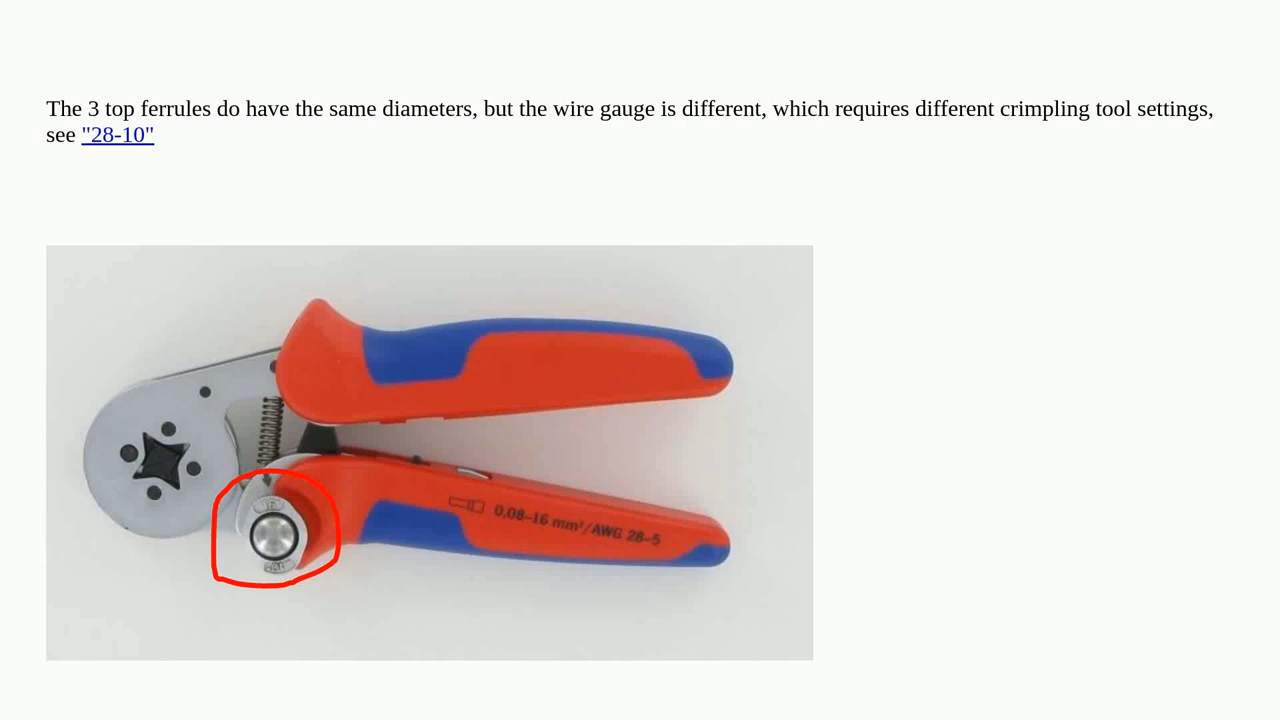 The 3 top ferrules do have the same diameters, but the wire gauge is different, which requires different crimpling tool settings,
see "28-10"
16
0,08–16 mm²/AWG 28–5